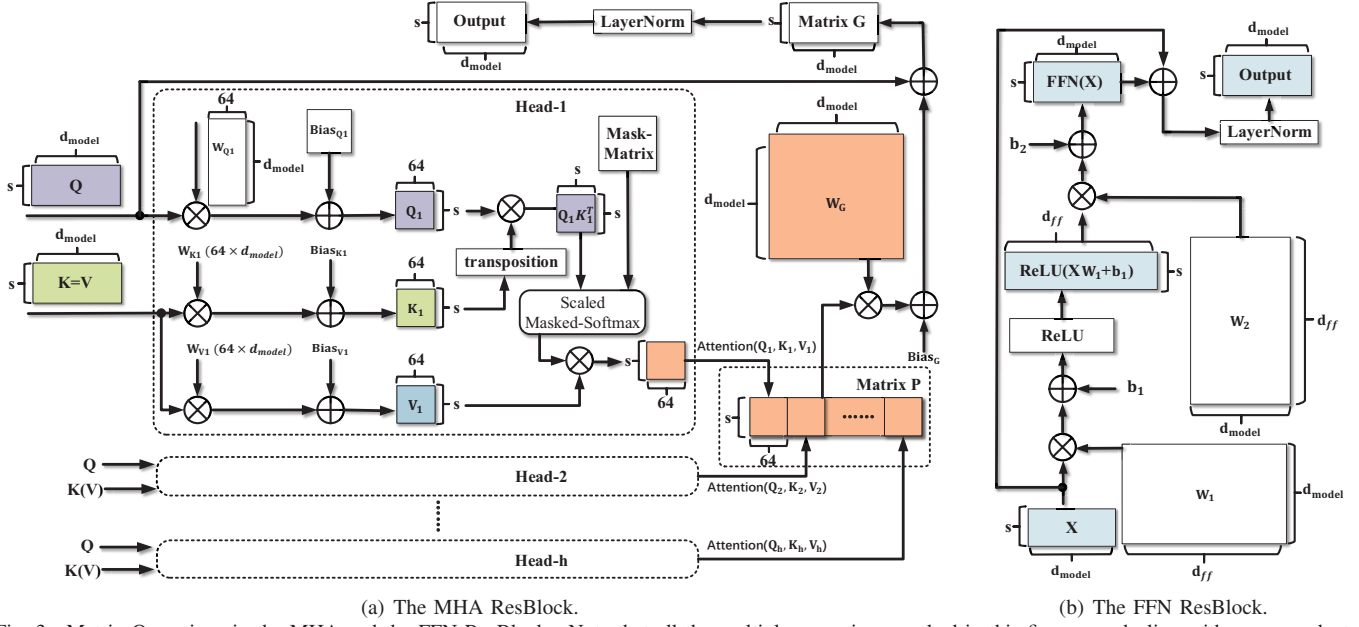 s
Output
d_model
LayerNorm
s
Matrix G
d_model
Head-1
64
W_Q1
d_model
Bias_Q1
Mask-
Matrix
d_model
s
Q
64
Q_1
s
s
Q_1K_1^T
s
d_model
s
K=V
W_K1 (64 × d_model)
Bias_K1
64
K_1
s
transposition
Scaled
Masked-Softmax
W_V1 (64 × d_model)
Bias_V1
64
V_1
s
s
64
Attention(Q_1, K_1, V_1)
d_model
d_model
W_G
Bias_G
Matrix P
s
64
......
Q
K(V)
Head-2
Attention(Q_2, K_2, V_2)
Q
K(V)
Head-h
Attention(Q_h, K_h, V_h)
(a) The MHA ResBlock.
d_model
s
FFN(X)
d_model
s
Output
LayerNorm
b_2
d_ff
ReLU(XW_1+b_1)
s
ReLU
b_1
W_2
d_ff
d_model
W_1
d_model
d_ff
s
X
d_model
(b) The FFN ResBlock.